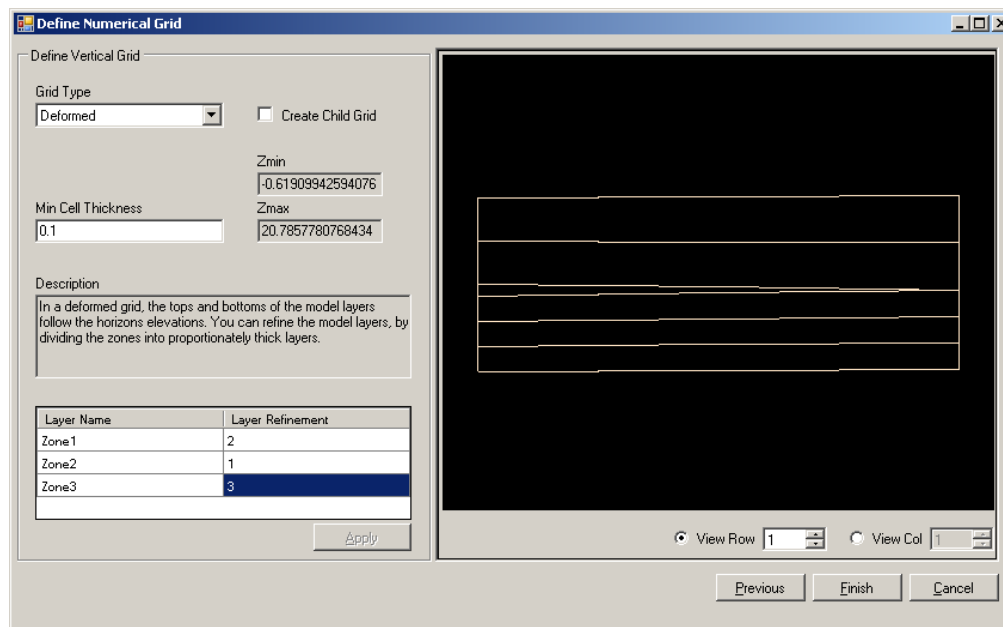 Define Numerical Grid
Define Vertical Grid
Grid Type
Deformed
Create Child Grid
Zmin
-0.61909942594076
Min Cell Thickness
Zmax
0.1
20.7857780768434
Description
In a deformed grid, the tops and bottoms of the model layers
follow the horizons elevations. You can refine the model layers, by
dividing the zones into proportionately thick layers.
Layer Name Layer Refinement
Zone1 2
Zone2 1
Zone3 3
Apply
View Row 1 View Col 1
Previous Finish Cancel